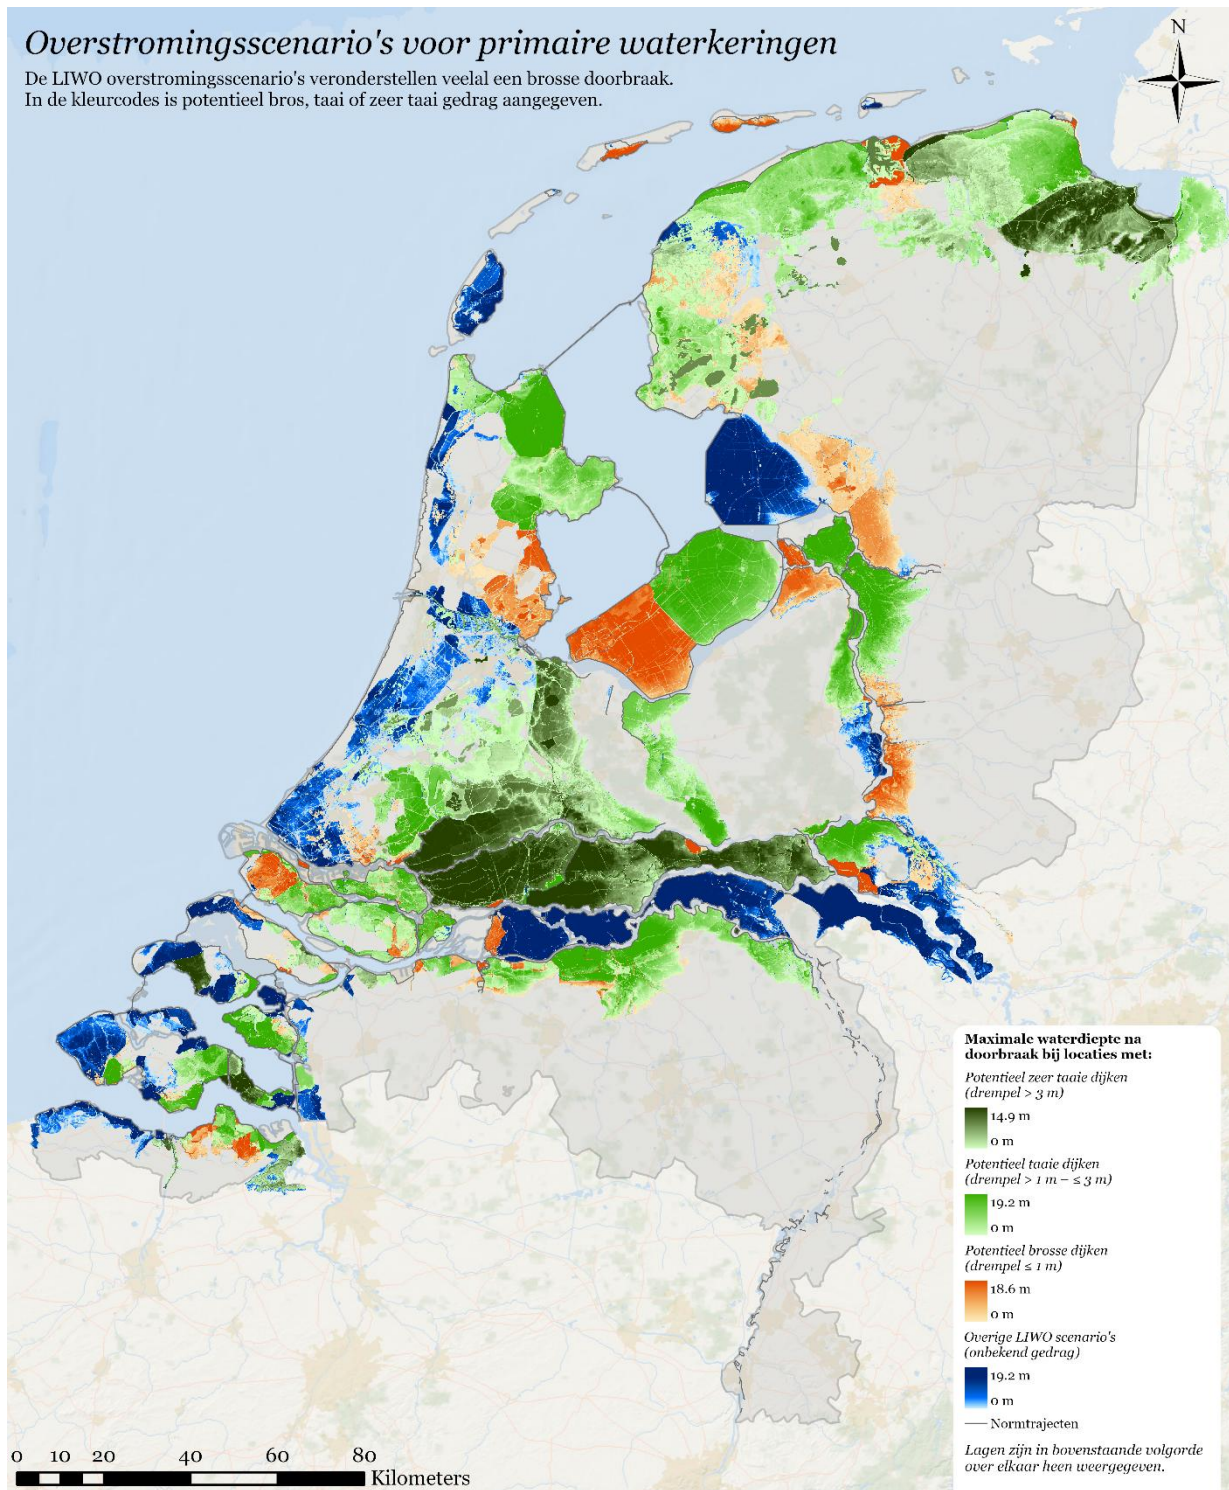 Overstromingsscenario's voor primaire waterkeringen
De LIWO overstromingsscenario's veronderstellen veelal een brosse doorbraak.
In de kleurcodes is potentieel bros, taai of zeer taai gedrag aangegeven.
N
Maximale waterdiepte na
doorbraak bij locaties met:
Potentieel zeer taaie dijken
(drempel > 3 m)
14.9 m
0 m
Potentieel taaie dijken
(drempel > 1 m – ≤ 3 m)
19.2 m
0 m
Potentieel brosse dijken
(drempel ≤ 1 m)
18.6 m
0 m
Overige LIWO scenario's
(onbekend gedrag)
19.2 m
0 m
Normtrajecten
Lagen zijn in bovenstaande volgorde
over elkaar heen weergegeven.
0 10 20 40 60 80
Kilometers